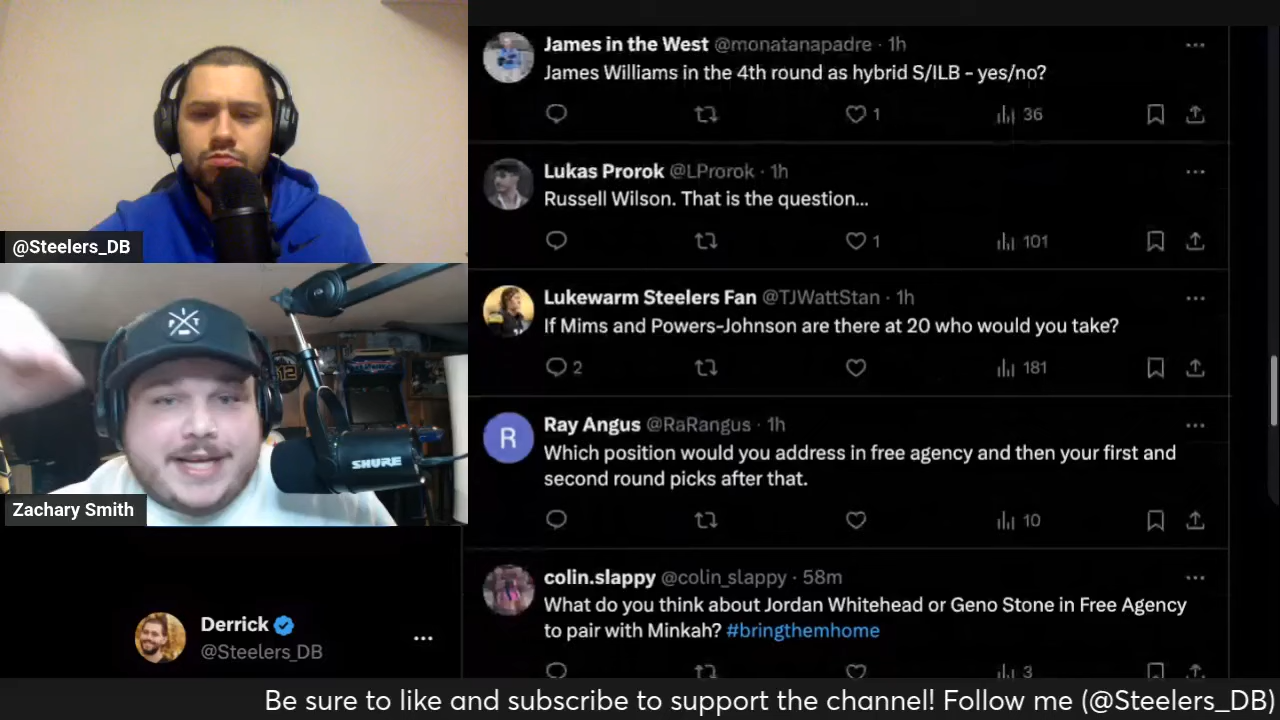 @Steelers_DB
12
SHURE
Zachary Smith
Derrick
@Steelers_DB
James in the West @monatanapadre · 1h
James Williams in the 4th round as hybrid S/ILB - yes/no?
1
36
Lukas Prorok @LProrok · 1h
Russell Wilson. That is the question...
1
101
Lukewarm Steelers Fan @TJWattStan · 1h
If Mims and Powers-Johnson are there at 20 who would you take?
2
181
R
Ray Angus @RaRangus · 1h
Which position would you address in free agency and then your first and
second round picks after that.
10
colin.slappy @colin_slappy · 58m
What do you think about Jordan Whitehead or Geno Stone in Free Agency
to pair with Minkah? #bringthemhome
3
Be sure to like and subscribe to support the channel! Follow me (@Steelers_DB)